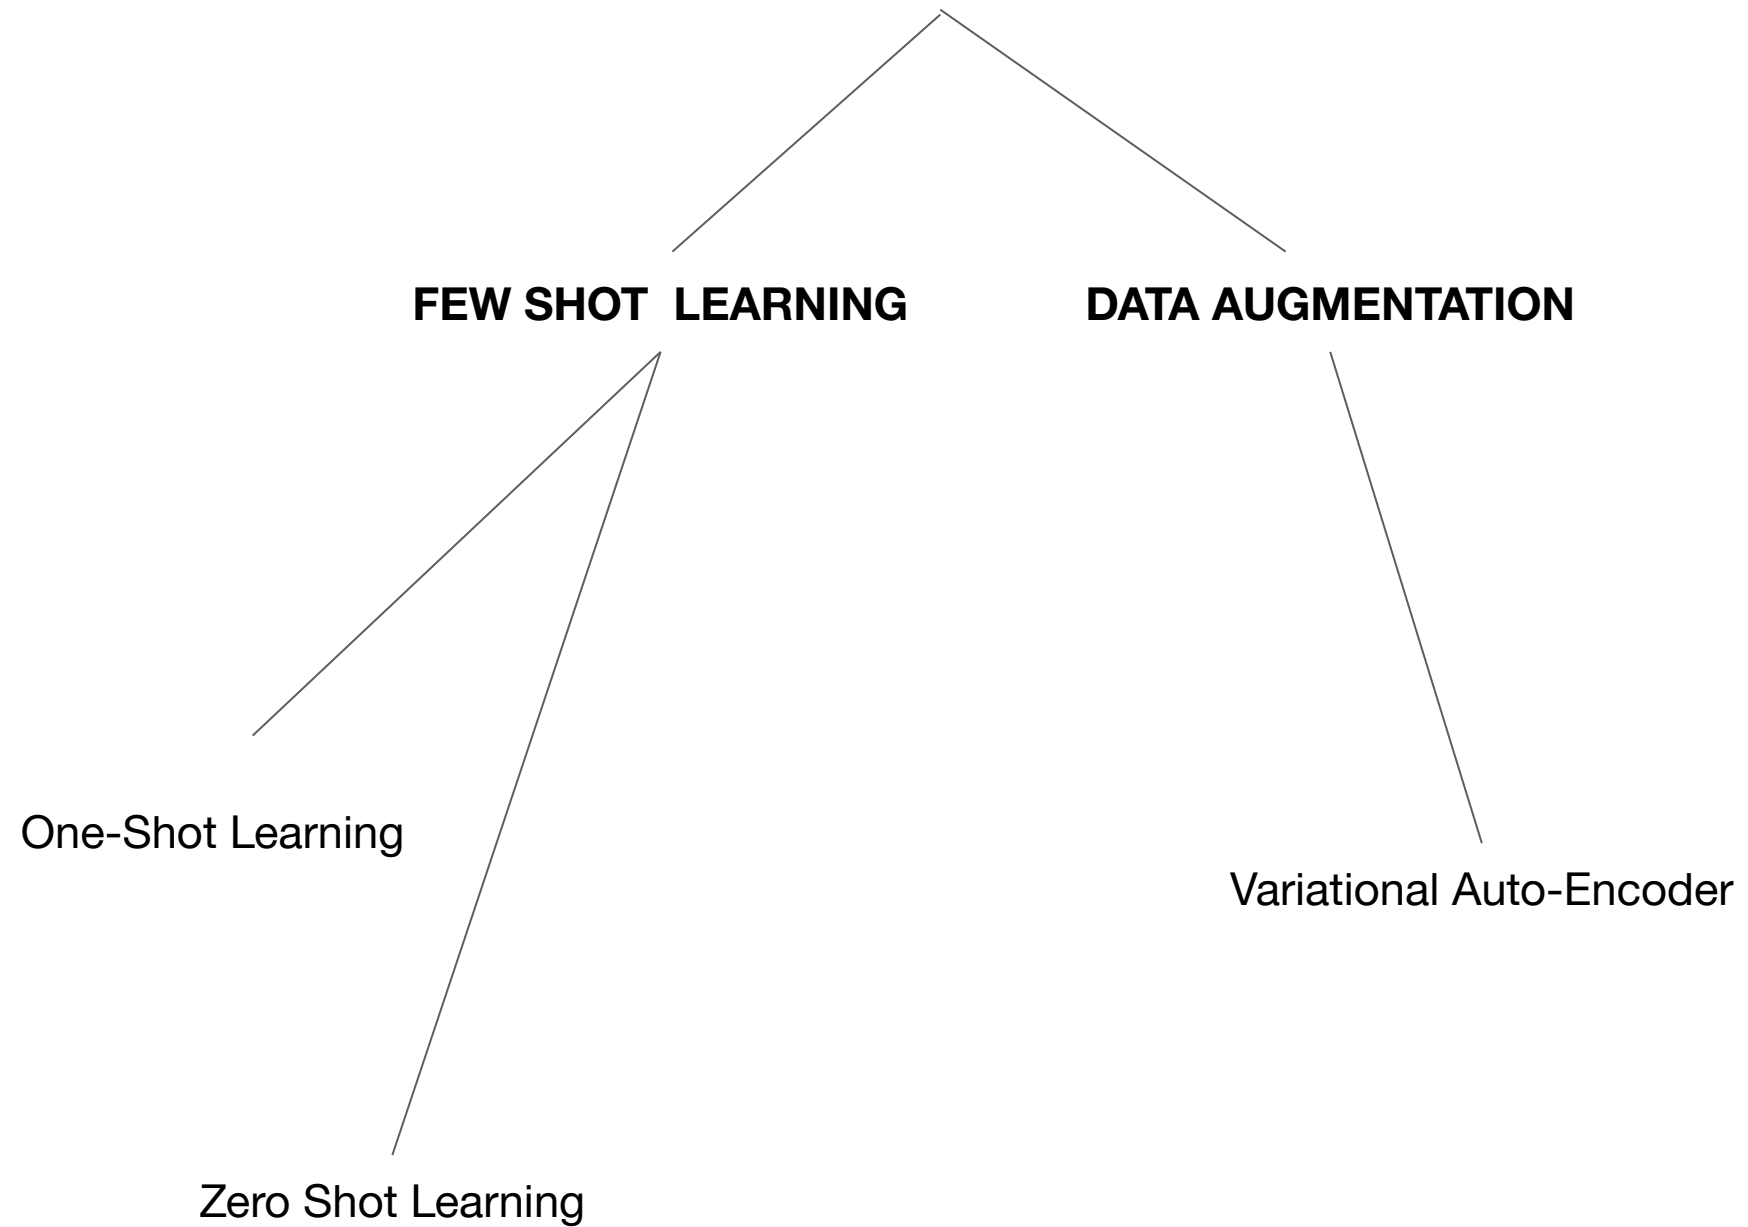 FEW SHOT  LEARNING
DATA AUGMENTATION
One-Shot Learning
Variational Auto-Encoder
Zero Shot Learning